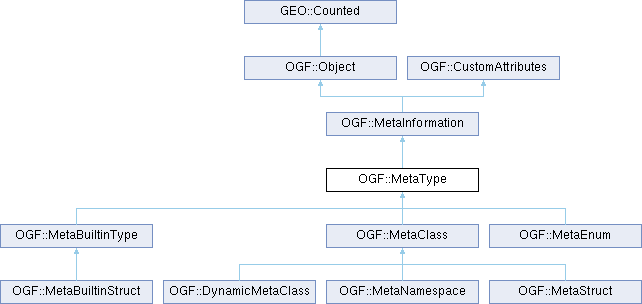 GEO::Counted
OGF::Object
OGF::CustomAttributes
OGF::MetaInformation
OGF::MetaType
OGF::MetaBuiltinType
OGF::MetaClass
OGF::MetaEnum
OGF::MetaBuiltinStruct
OGF::DynamicMetaClass
OGF::MetaNamespace
OGF::MetaStruct